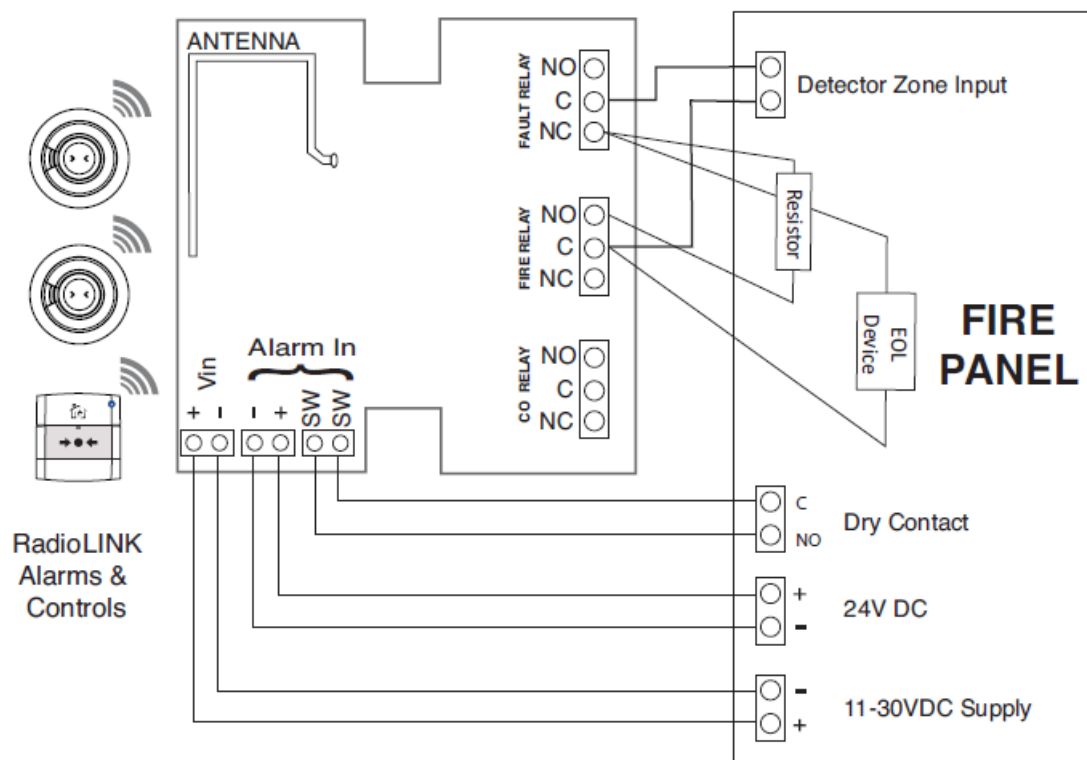 ANTENNA
FAULT RELAY
NO
C
NC
Detector Zone Input
Resistor
FIRE RELAY
NO
C
NC
EOL
Device
FIRE
PANEL
CO RELAY
NO
C
NC
Alarm In
Vin
+
-
-
+
SW
SW
RadioLINK
Alarms &
Controls
C
NO
Dry Contact
+
-
24V DC
-
+
11-30VDC Supply